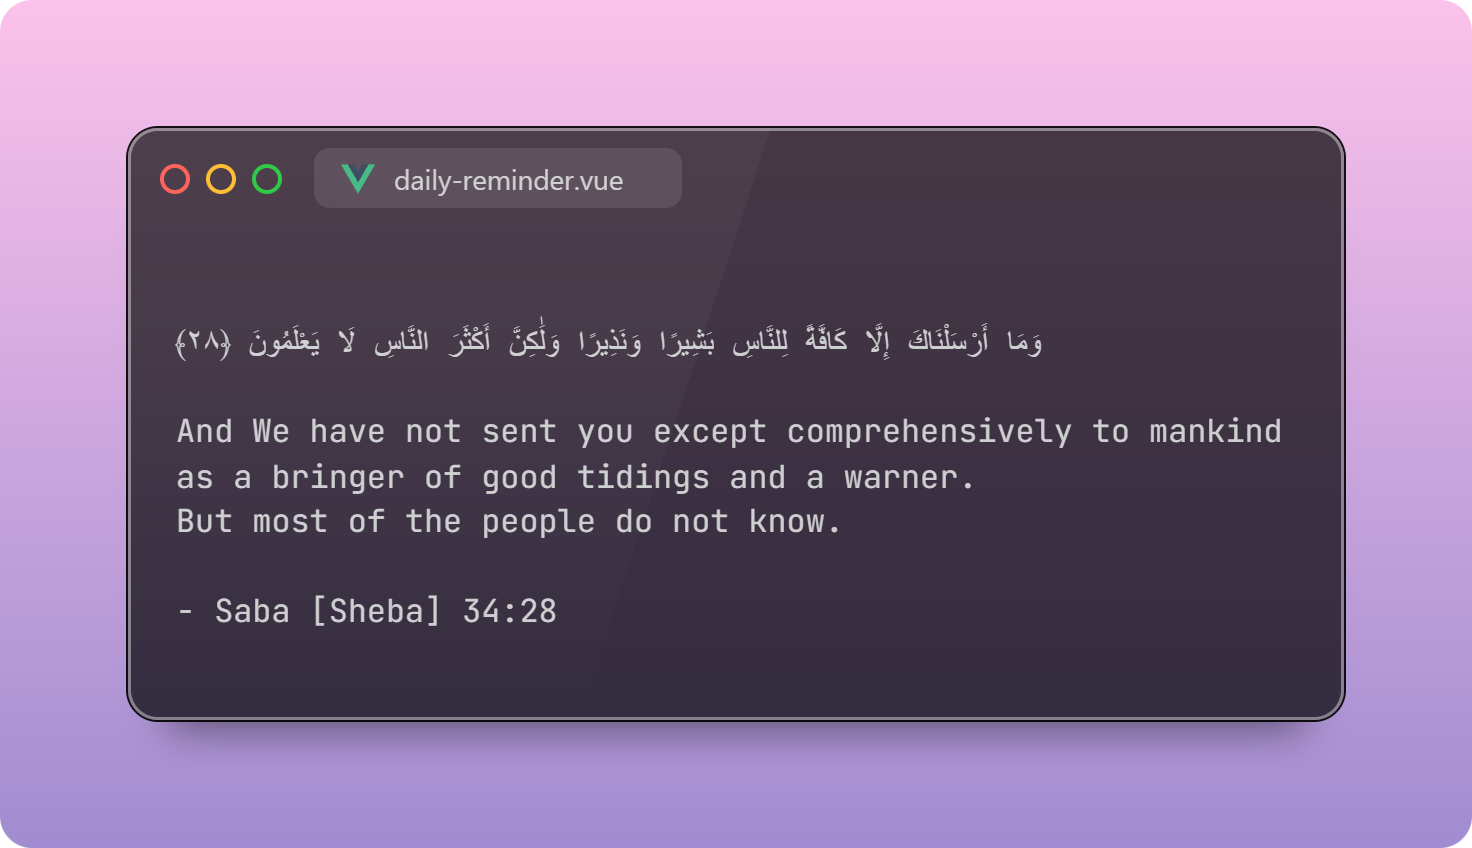 daily-reminder.vue
وَمَا أَرْسَلْنَاكَ إِلَّا كَافَّةً لِلنَّاسِ بَشِيرًا وَنَذِيرًا وَلَٰكِنَّ أَكْثَرَ النَّاسِ لَا يَعْلَمُونَ ﴿٢٨﴾
And We have not sent you except comprehensively to mankind
as a bringer of good tidings and a warner.
But most of the people do not know.
- Saba [Sheba] 34:28